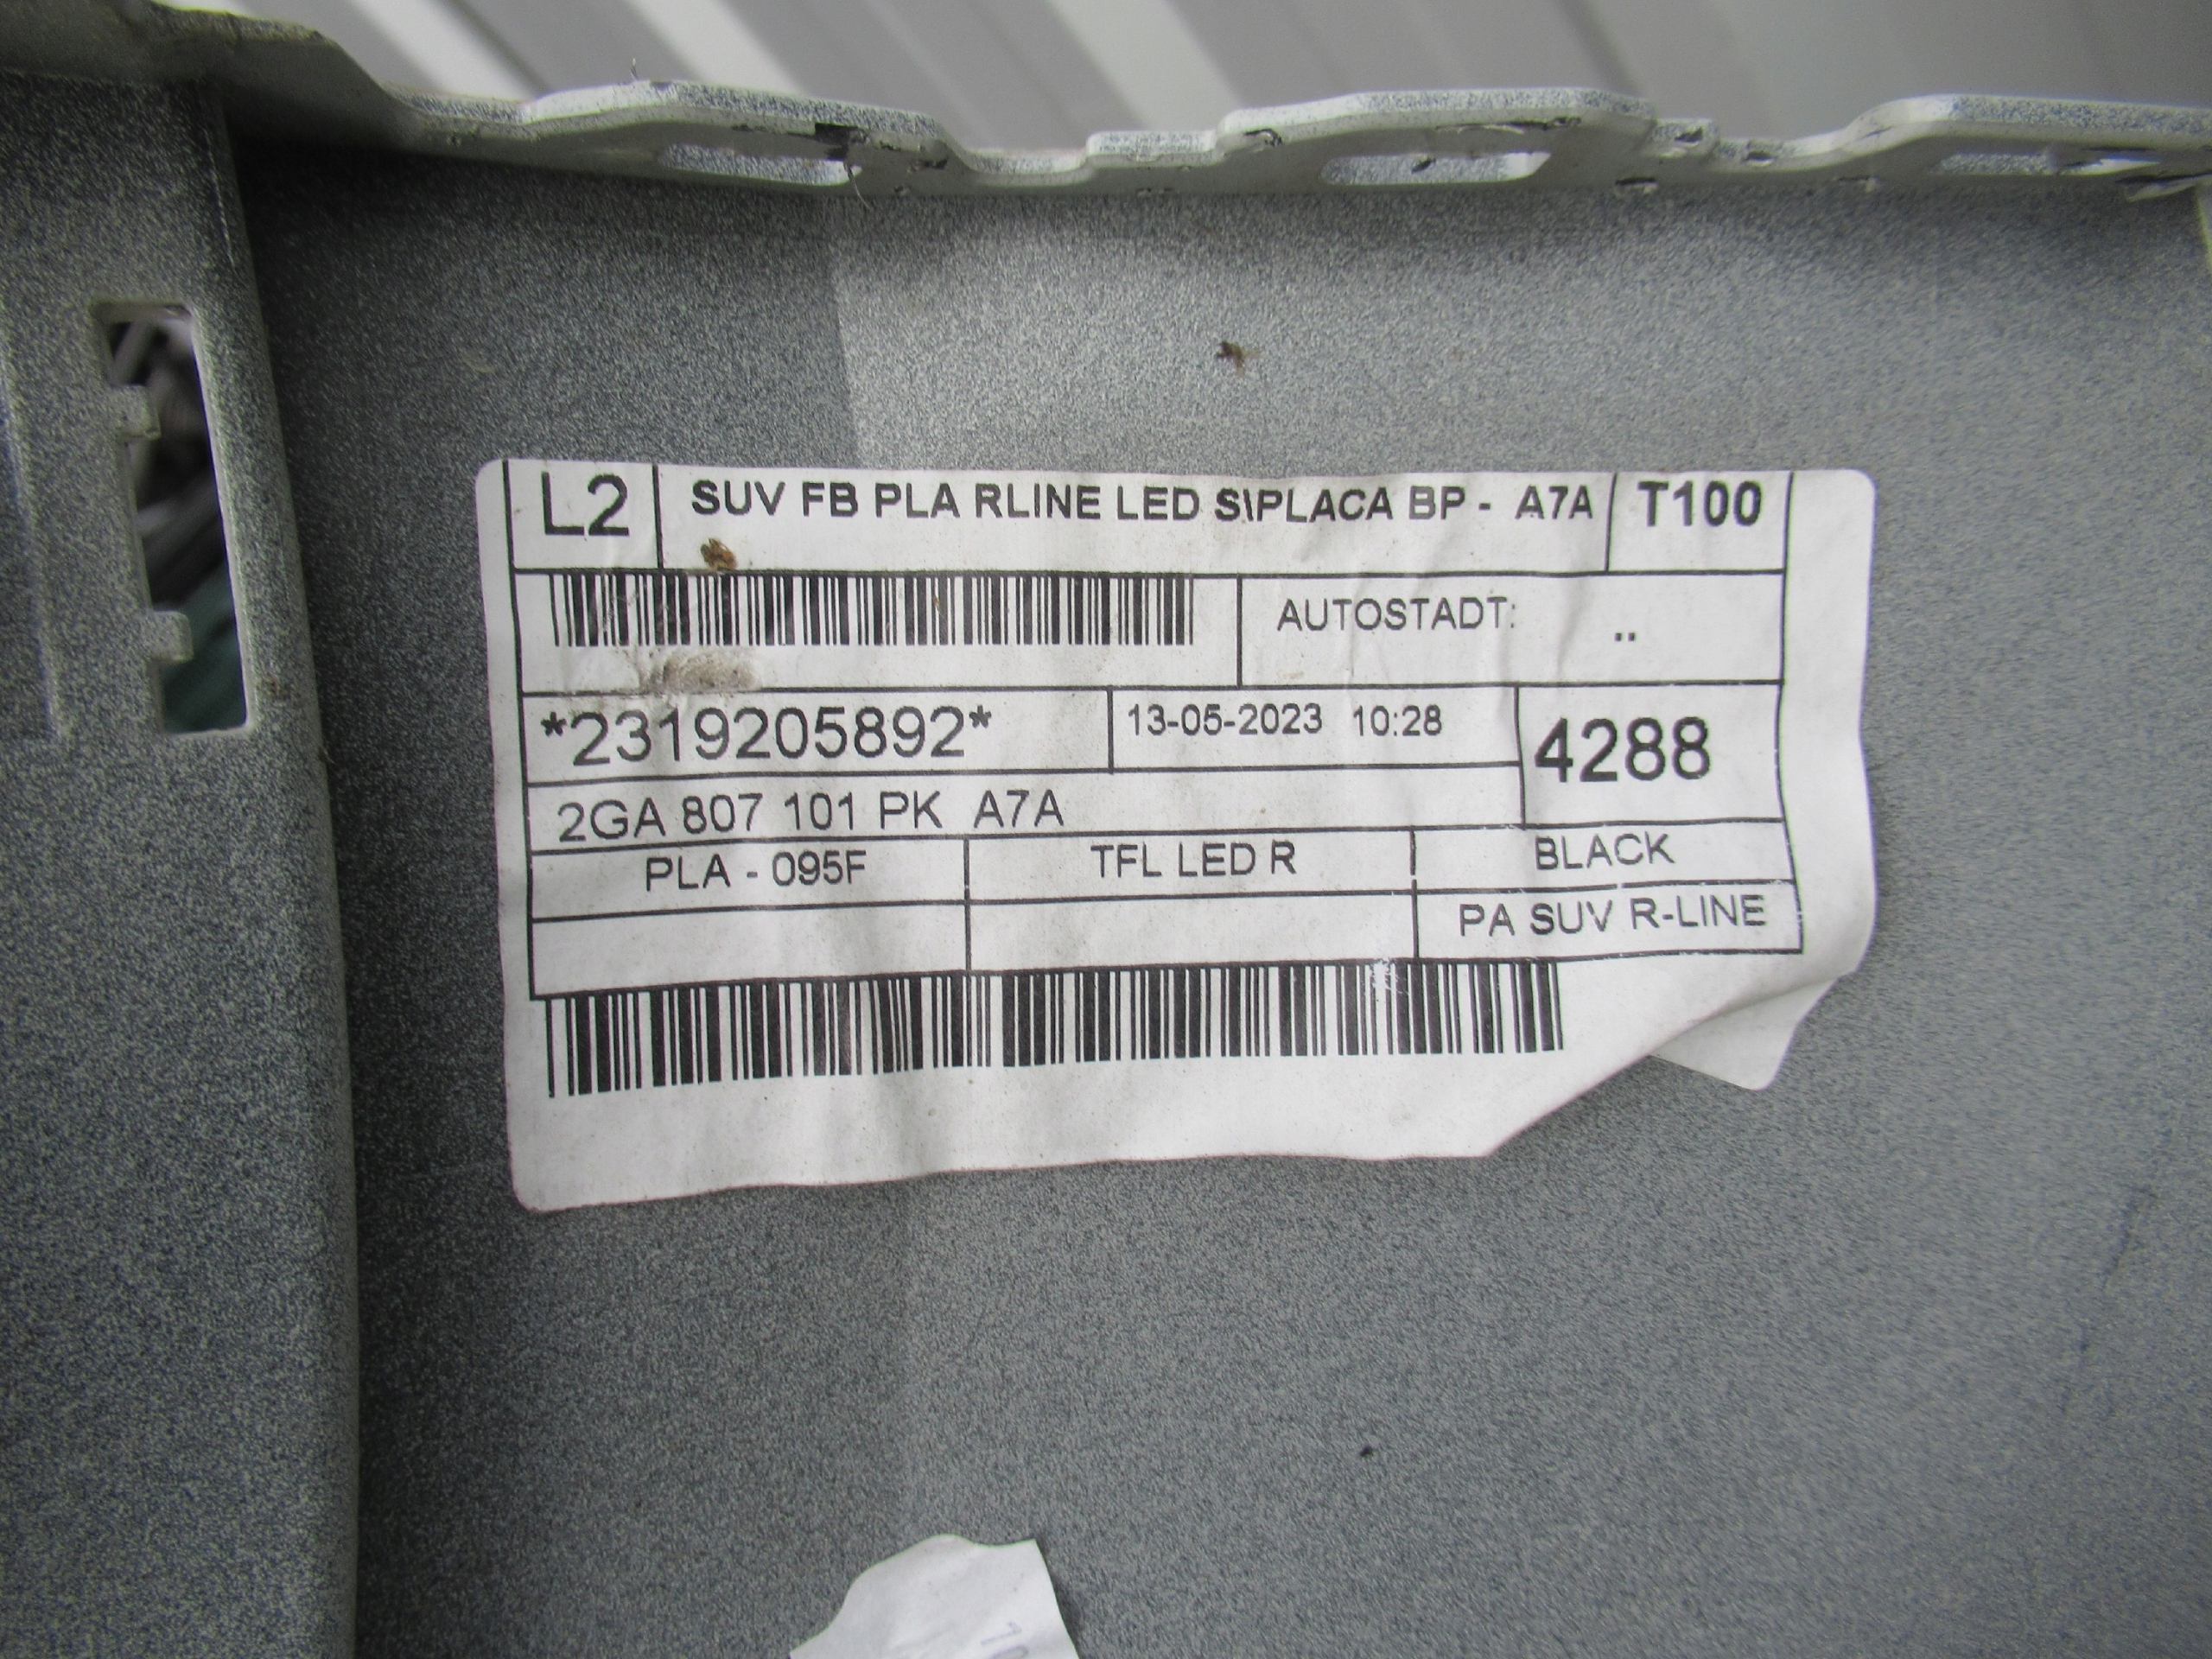 L2 SUV FB PLA RLINE LED S\PLACA BP - A7A T100
AUTOSTADT: ..
*2319205892* 13-05-2023 10:28 4288
2GA 807 101 PK A7A
PLA - 095F TFL LED R BLACK
PA SUV R-LINE